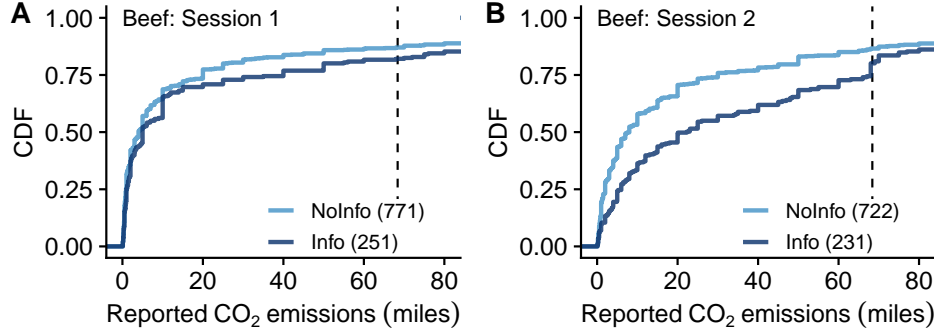 A
Beef: Session 1
1.00
0.75
0.50
0.25
0.00
CDF
NoInfo (771)
Info (251)
0 20 40 60 80
Reported CO₂ emissions (miles)
B
Beef: Session 2
1.00
0.75
0.50
0.25
0.00
CDF
NoInfo (722)
Info (231)
0 20 40 60 80
Reported CO₂ emissions (miles)